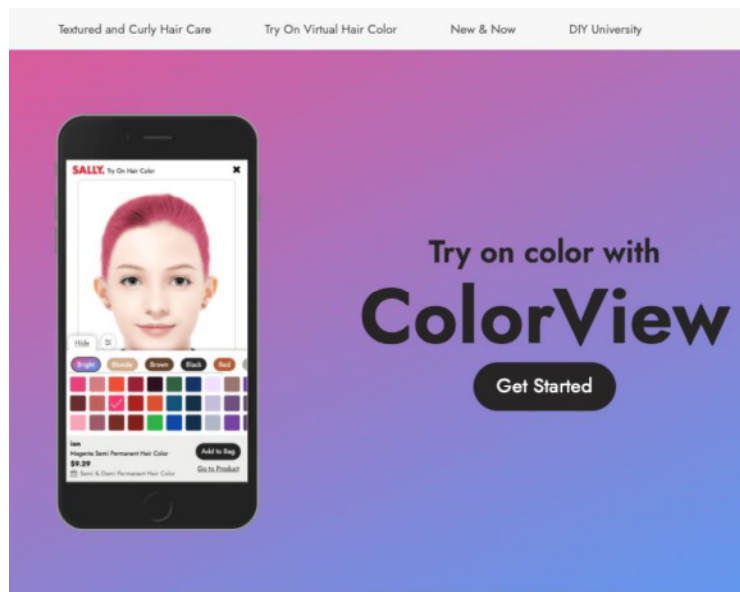 Textured and Curly Hair Care Try On Virtual Hair Color New & Now DIY University
SALLY. Try On Hair Color
Try on color with
ColorView
Get Started
Hide
Bright Blonde Brown Black Red
ion
Magenta Semi Permanent Hair Color
$9.29
Semi & Demi Permanent Hair Color
Add to Bag
Go to Product